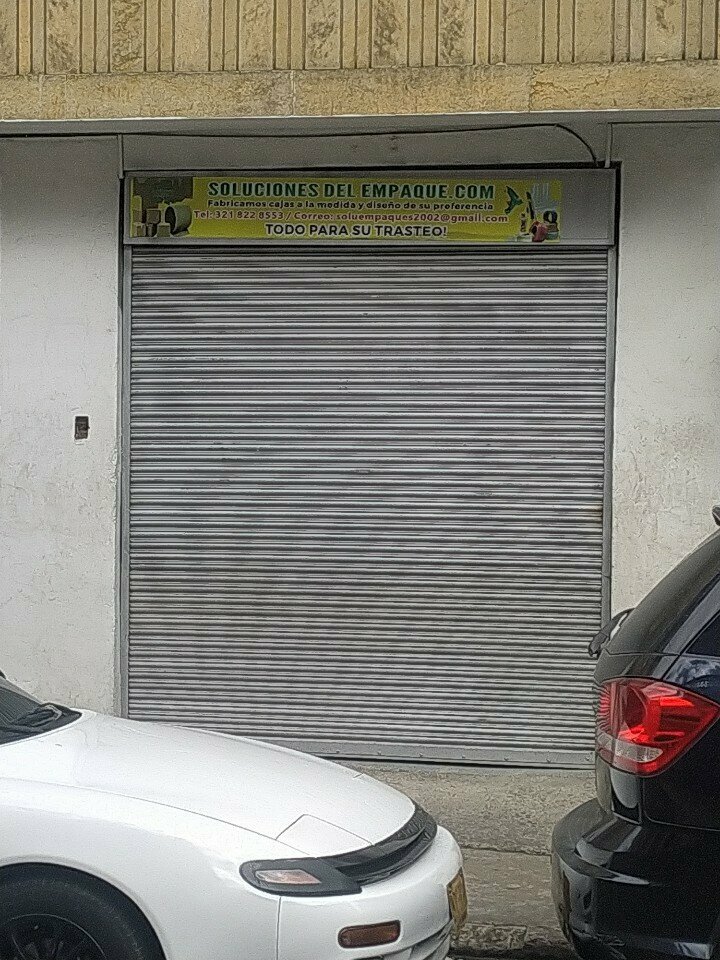 SOLUCIONES DEL EMPAQUE.COM
Fabricamos cajas a la medida y diseño de su preferencia
Tel: 321 822 8553 / Correo: soluempaques2002@gmail.com
TODO PARA SU TRASTEO!